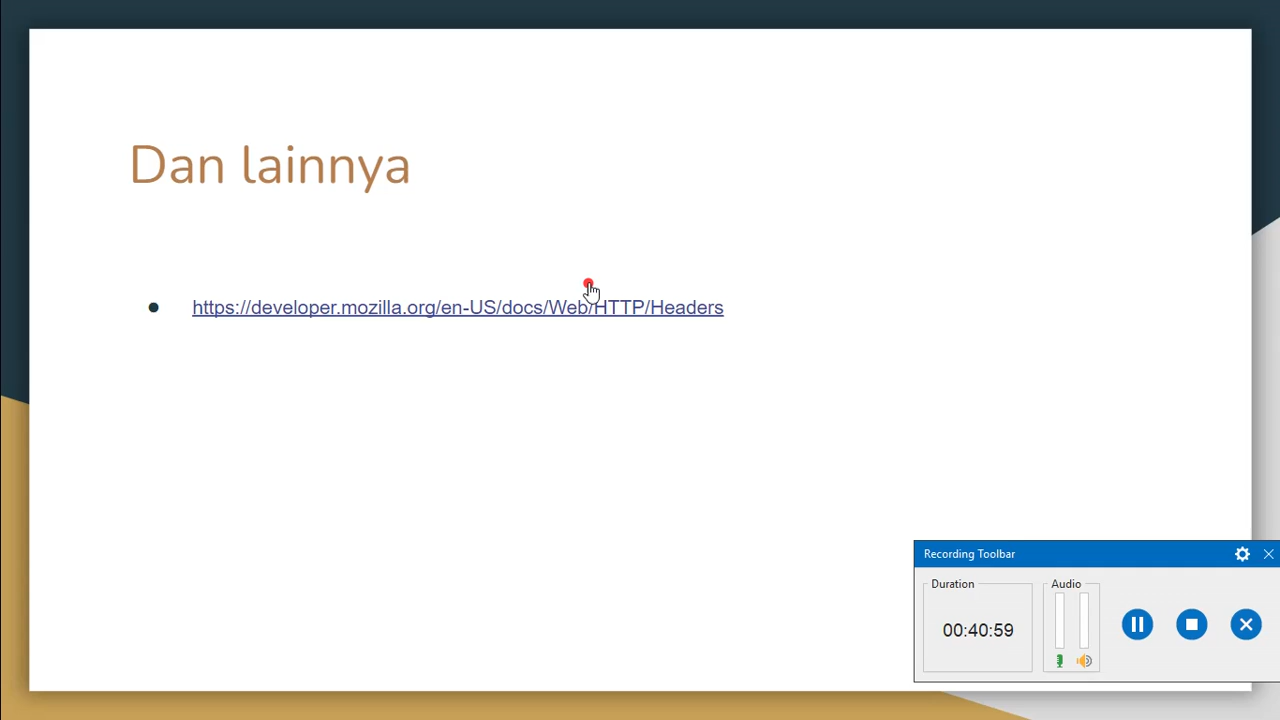 Dan lainnya
● https://developer.mozilla.org/en-US/docs/Web/HTTP/Headers
Recording Toolbar
Duration
Audio
00:40:59